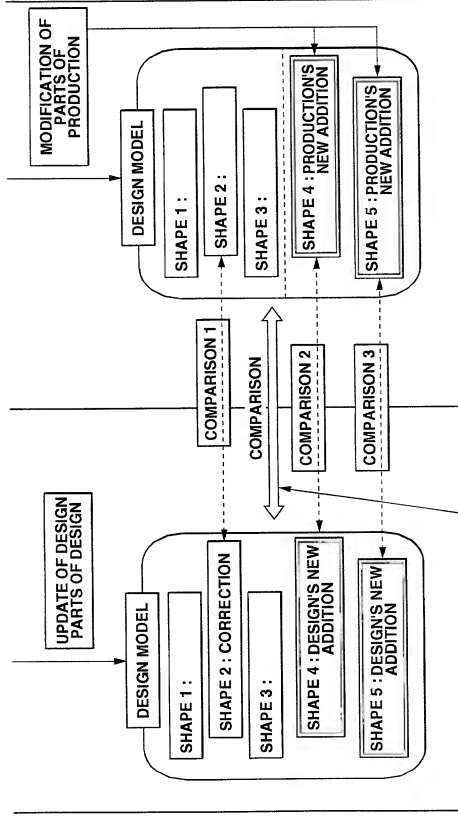 UPDATE OF DESIGN
PARTS OF DESIGN
DESIGN MODEL
SHAPE 1 :
SHAPE 2 : CORRECTION
SHAPE 3 :
SHAPE 4 : DESIGN'S NEW
ADDITION
SHAPE 5 : DESIGN'S NEW
ADDITION
COMPARISON 1
COMPARISON
COMPARISON 2
COMPARISON 3
MODIFICATION OF
PARTS OF
PRODUCTION
DESIGN MODEL
SHAPE 1 :
SHAPE 2 :
SHAPE 3 :
SHAPE 4 : PRODUCTION'S
NEW ADDITION
SHAPE 5 : PRODUCTION'S
NEW ADDITION